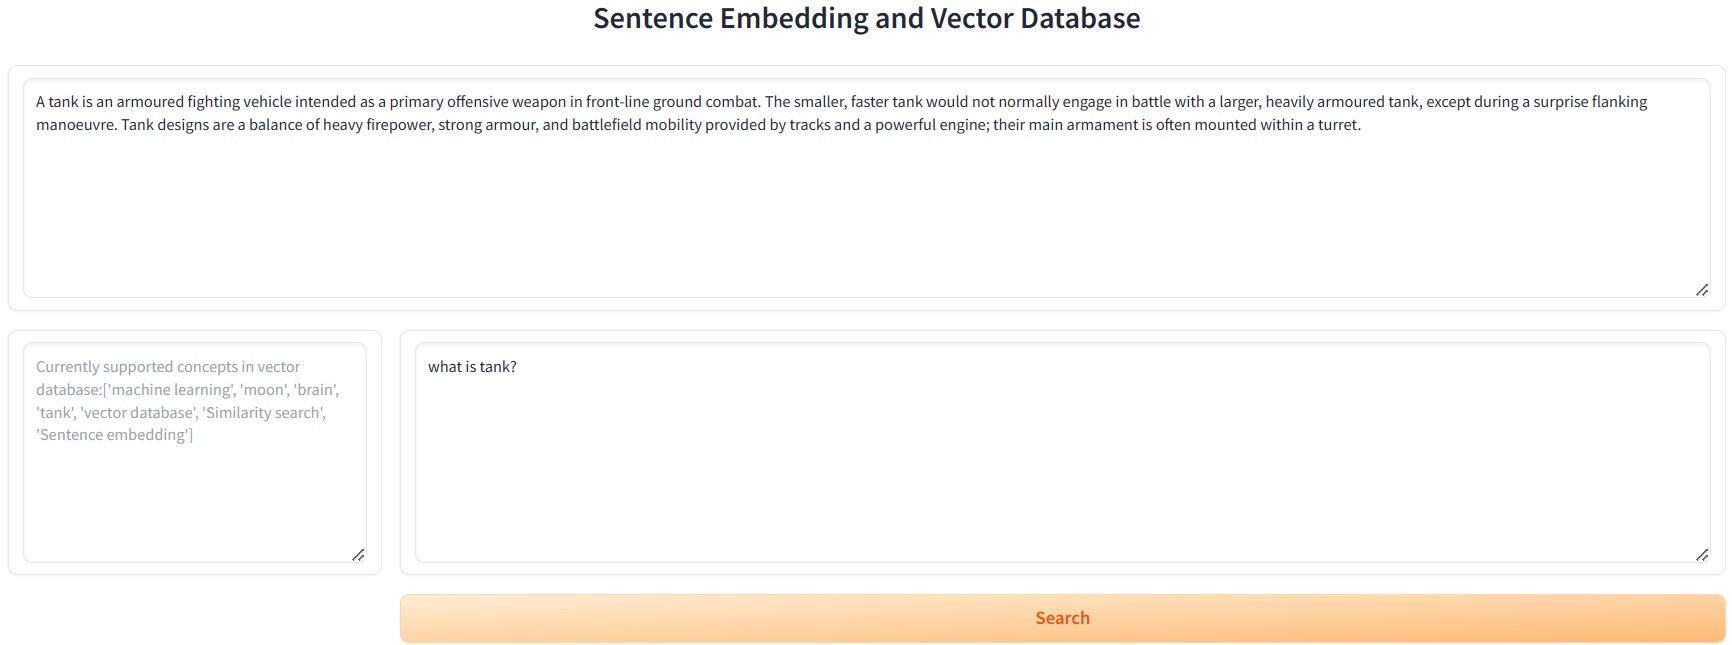 Sentence Embedding and Vector Database
A tank is an armoured fighting vehicle intended as a primary offensive weapon in front-line ground combat. The smaller, faster tank would not normally engage in battle with a larger, heavily armoured tank, except during a surprise flanking
manoeuvre. Tank designs are a balance of heavy firepower, strong armour, and battlefield mobility provided by tracks and a powerful engine; their main armament is often mounted within a turret.
Currently supported concepts in vector
database:['machine learning', 'moon', 'brain',
'tank', 'vector database', 'Similarity search',
'Sentence embedding']
what is tank?
Search